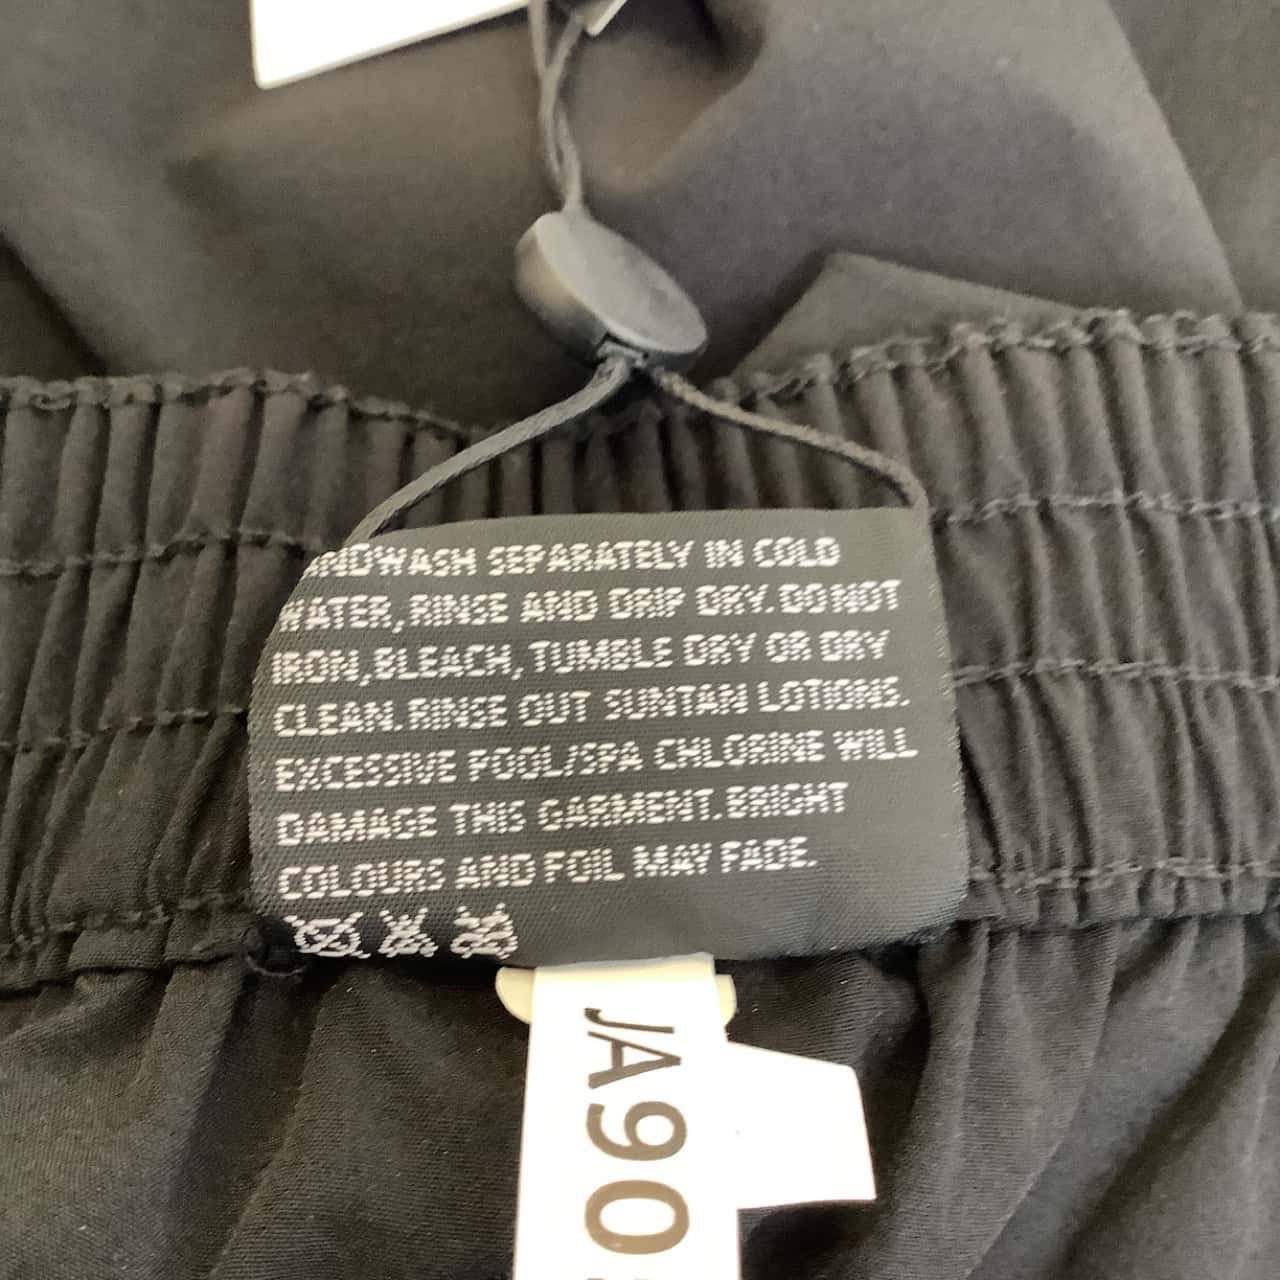 HANDWASH SEPARATELY IN COLD
WATER, RINSE AND DRIP DRY. DO NOT
IRON, BLEACH, TUMBLE DRY OR DRY
CLEAN. RINSE OUT SUNTAN LOTIONS.
EXCESSIVE POOL/SPA CHLORINE WILL
DAMAGE THIS GARMENT. BRIGHT
COLOURS AND FOIL MAY FADE.
JA90